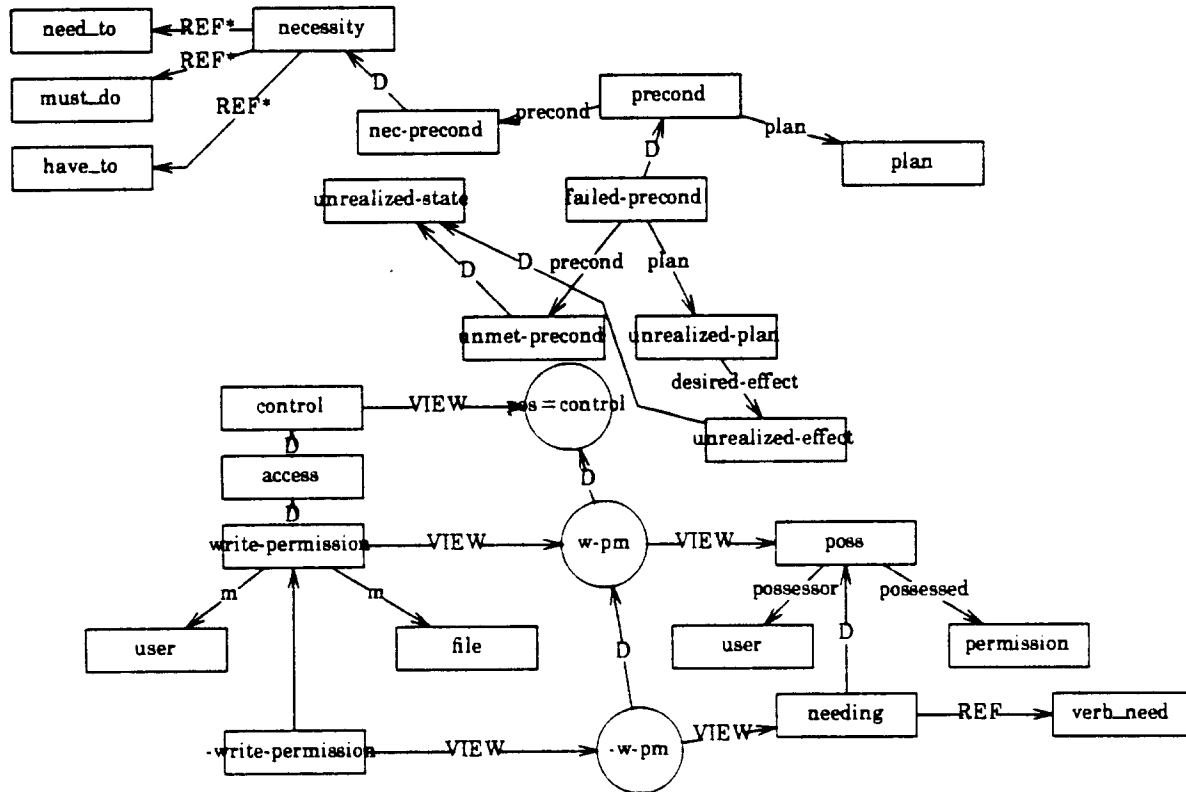 need_to
REF*
necessity
REF*
must_do
D
precond
REF*
precond
nec-precond
plan
have_to
D
plan
unrealized-state
failed-precond
D
D
precond
plan
unmet-precond
unrealized-plan
desired-effect
control
VIEW
pos=control
unrealized-effect
D
access
D
D
write-permission
VIEW
w-pm
VIEW
poss
m
m
possessor
possessed
user
file
D
user
D
permission
needing
REF
verb_need
-write-permission
VIEW
-w-pm
VIEW